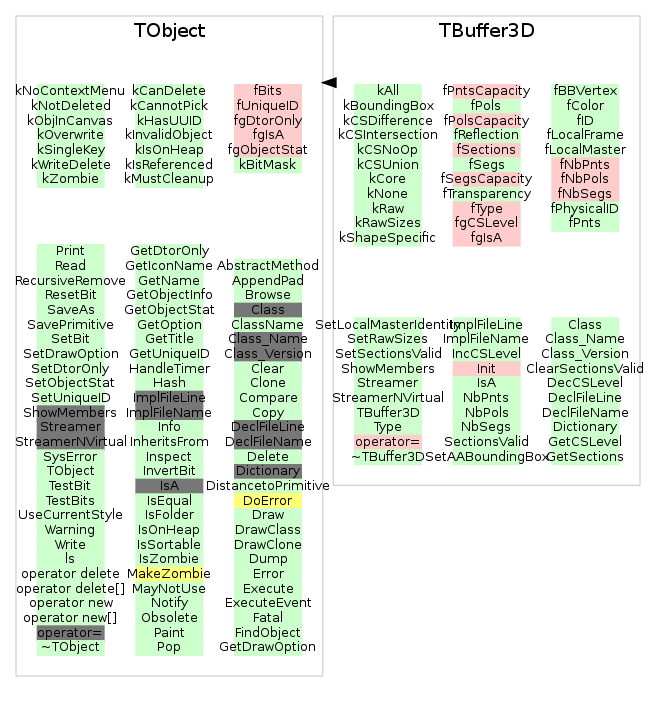 TObject
kNoContextMenu
kNotDeleted
kObjInCanvas
kOverwrite
kSingleKey
kWriteDelete
kZombie
kCanDelete
kCannotPick
kHasUUID
kInvalidObject
kIsOnHeap
kIsReferenced
kMustCleanup
fBits
fUniqueID
fgDtorOnly
fgIsA
fgObjectStat
kBitMask
Print
Read
RecursiveRemove
ResetBit
SaveAs
SavePrimitive
SetBit
SetDrawOption
SetDtorOnly
SetObjectStat
SetUniqueID
ShowMembers
Streamer
StreamerNVirtual
SysError
TObject
TestBit
TestBits
UseCurrentStyle
Warning
Write
ls
operator delete
operator delete[]
operator new
operator new[]
operator=
~TObject
GetDtorOnly
GetIconName
GetName
GetObjectInfo
GetObjectStat
GetOption
GetTitle
GetUniqueID
HandleTimer
Hash
ImplFileLine
ImplFileName
Info
InheritsFrom
Inspect
InvertBit
IsA
IsEqual
IsFolder
IsOnHeap
IsSortable
IsZombie
MakeZombie
MayNotUse
Notify
Obsolete
Paint
Pop
AbstractMethod
AppendPad
Browse
Class
ClassName
Class_Name
Class_Version
Clear
Clone
Compare
Copy
DeclFileLine
DeclFileName
Delete
Dictionary
DistancetoPrimitive
DoError
Draw
DrawClass
DrawClone
Dump
Error
Execute
ExecuteEvent
Fatal
FindObject
GetDrawOption
TBuffer3D
kAll
kBoundingBox
kCSDifference
kCSIntersection
kCSNoOp
kCSUnion
kCore
kNone
kRaw
kRawSizes
kShapeSpecific
fPntsCapacity
fPols
fPolsCapacity
fReflection
fSections
fSegs
fSegsCapacity
fTransparency
fType
fgCSLevel
fgIsA
fBBVertex
fColor
fID
fLocalFrame
fLocalMaster
fNbPnts
fNbPols
fNbSegs
fPhysicalID
fPnts
SetLocalMasterIdentity
SetRawSizes
SetSectionsValid
ShowMembers
Streamer
StreamerNVirtual
TBuffer3D
Type
operator=
~TBuffer3D
ImplFileLine
ImplFileName
IncCSLevel
Init
IsA
NbPnts
NbPols
NbSegs
SectionsValid
SetAABoundingBox
Class
Class_Name
Class_Version
ClearSectionsValid
DecCSLevel
DeclFileLine
DeclFileName
Dictionary
GetCSLevel
GetSections